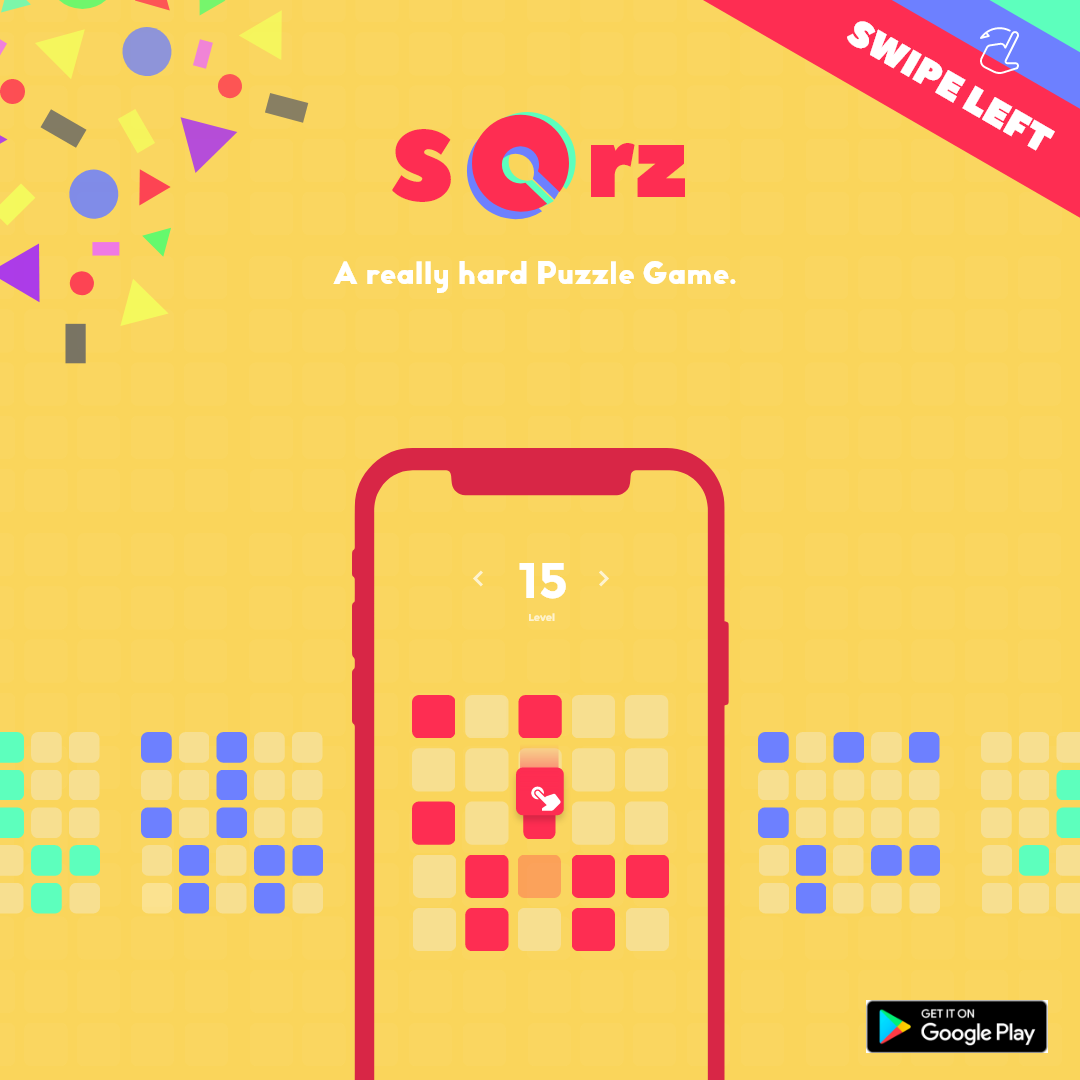 SWIPE LEFT
sQrz
A really hard Puzzle Game.
15
Level
GET IT ON
Google Play